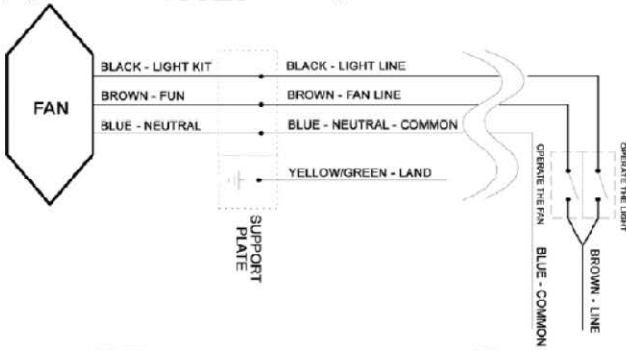 BLACK - LIGHT KIT
BLACK - LIGHT LINE
FAN
BROWN - FUN
BROWN - FAN LINE
BLUE - NEUTRAL
BLUE - NEUTRAL - COMMON
YELLOW/GREEN - LAND
SUPPORT
PLATE
OPERATE THE FAN
OPERATE THE LIGHT
BLUE - COMMON
BROWN - LINE